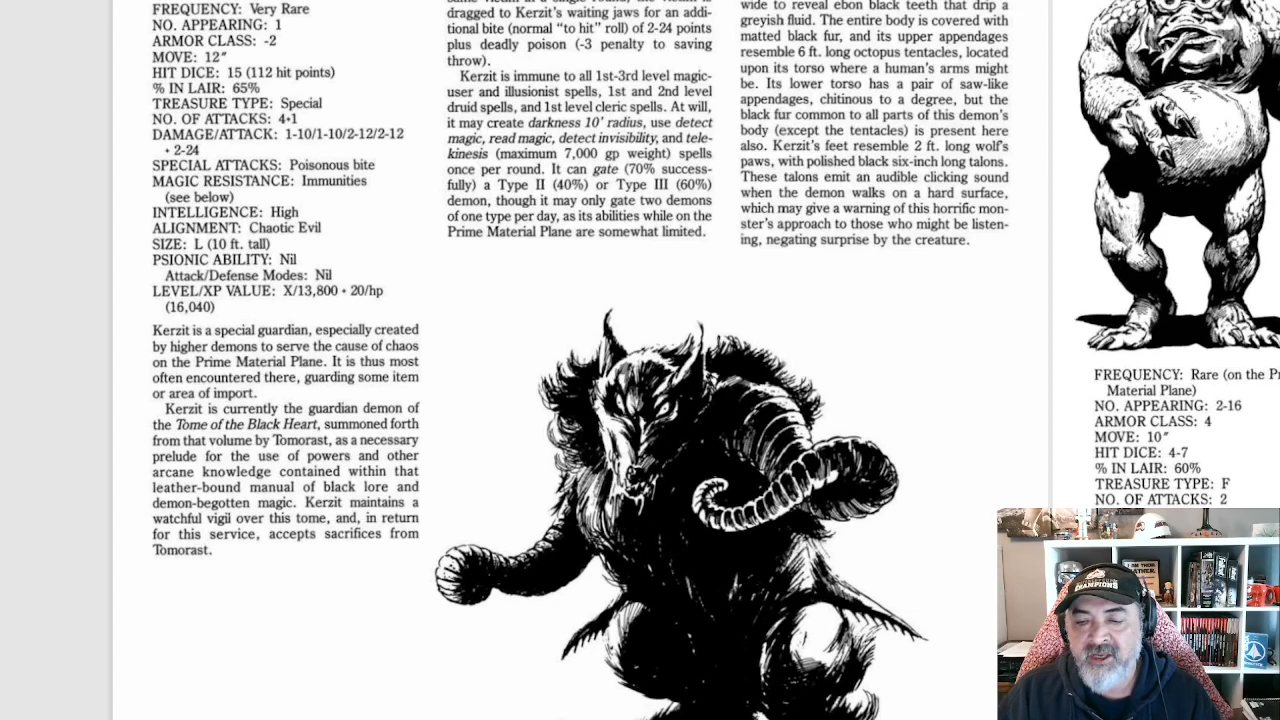 FREQUENCY: Very Rare
NO. APPEARING: 1
ARMOR CLASS: -2
MOVE: 12"
HIT DICE: 15 (112 hit points)
% IN LAIR: 65%
TREASURE TYPE: Special
NO. OF ATTACKS: 4+1
DAMAGE/ATTACK: 1-10/1-10/2-12/2-12
+ 2-24
SPECIAL ATTACKS: Poisonous bite
MAGIC RESISTANCE: Immunities
(see below)
INTELLIGENCE: High
ALIGNMENT: Chaotic Evil
SIZE: L (10 ft. tall)
PSIONIC ABILITY: Nil
Attack/Defense Modes: Nil
LEVEL/XP VALUE: X/13,800 + 20/hp
(16,040)
Kerzit is a special guardian, especially created
by higher demons to serve the cause of chaos
on the Prime Material Plane. It is thus most
often encountered there, guarding some item
or area of import.
Kerzit is currently the guardian demon of
the Tome of the Black Heart, summoned forth
from that volume by Tomorast, as a necessary
prelude for the use of powers and other
arcane knowledge contained within that
leather-bound manual of black lore and
demon-begotten magic. Kerzit maintains a
watchful vigil over this tome, and, in return
for this service, accepts sacrifices from
Tomorast.
dragged to Kerzit's waiting jaws for an addi-
tional bite (normal "to hit" roll) of 2-24 points
plus deadly poison (-3 penalty to saving
throw).
Kerzit is immune to all 1st-3rd level magic-
user and illusionist spells, 1st and 2nd level
druid spells, and 1st level cleric spells. At will,
it may create darkness 10' radius, use detect
magic, read magic, detect invisibility, and tele-
kinesis (maximum 7,000 gp weight) spells
once per round. It can gate (70% success-
fully) a Type II (40%) or Type III (60%)
demon, though it may only gate two demons
of one type per day, as its abilities while on the
Prime Material Plane are somewhat limited.
wide to reveal ebon black teeth that drip a
greyish fluid. The entire body is covered with
matted black fur, and its upper appendages
resemble 6 ft. long octopus tentacles, located
upon its torso where a human's arms might
be. Its lower torso has a pair of saw-like
appendages, chitinous to a degree, but the
black fur common to all parts of this demon's
body (except the tentacles) is present here
also. Kerzit's feet resemble 2 ft. long wolf's
paws, with polished black six-inch long talons.
These talons emit an audible clicking sound
when the demon walks on a hard surface,
which may give a warning of this horrific mon-
ster's approach to those who might be listen-
ing, negating surprise by the creature.
FREQUENCY: Rare (on the Pr
Material Plane)
NO. APPEARING: 2-16
ARMOR CLASS: 4
MOVE: 10"
HIT DICE: 4-7
% IN LAIR: 60%
TREASURE TYPE: F
NO. OF ATTACKS: 2
CHAMPIONS